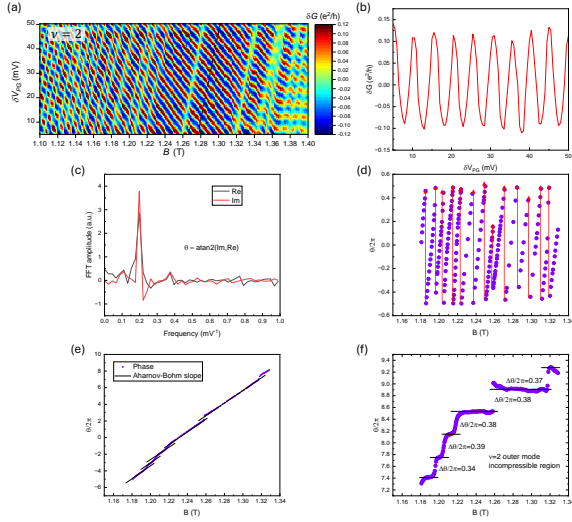 (a)
δG (e²/h)
ν = 2
δV_PG (mV)
50
40
30
20
10
0
1.10 1.12 1.14 1.16 1.18 1.20 1.22 1.24 1.26 1.28 1.30 1.32 1.34 1.36 1.38 1.40
B (T)
0.12
0.10
0.08
0.06
0.04
0.02
0.00
-0.02
-0.04
-0.06
-0.08
-0.10
-0.12
(b)
δG (e²/h)
0.15
0.10
0.05
0.00
-0.05
-0.10
-0.15
10 20 30 40 50
δV_PG (mV)
(c)
FFT amplitude (a.u.)
4
3
2
1
0
-1
Re
Im
θ = atan2(Im,Re)
0.0 0.1 0.2 0.3 0.4 0.5 0.6 0.7 0.8 0.9 1.0
Frequency (mV⁻¹)
(d)
θ/2π
0.5
0.0
-0.5
1.16 1.18 1.20 1.22 1.24 1.26 1.28 1.30 1.32 1.34
B (T)
(e)
θ/2π
8
6
4
2
0
-2
-4
-6
Phase
Aharnov-Bohm slope
1.16 1.18 1.20 1.22 1.24 1.26 1.28 1.30 1.32 1.34
B (T)
(f)
θ/2π
9.6
9.4
9.2
9.0
8.8
8.6
8.4
8.2
8.0
7.8
7.6
7.4
7.2
Δθ/2π=0.37
Δθ/2π=0.38
Δθ/2π=0.38
Δθ/2π=0.39
Δθ/2π=0.34
ν=2 outer mode
incompressible region
1.16 1.18 1.20 1.22 1.24 1.26 1.28 1.30 1.32 1.34
B (T)